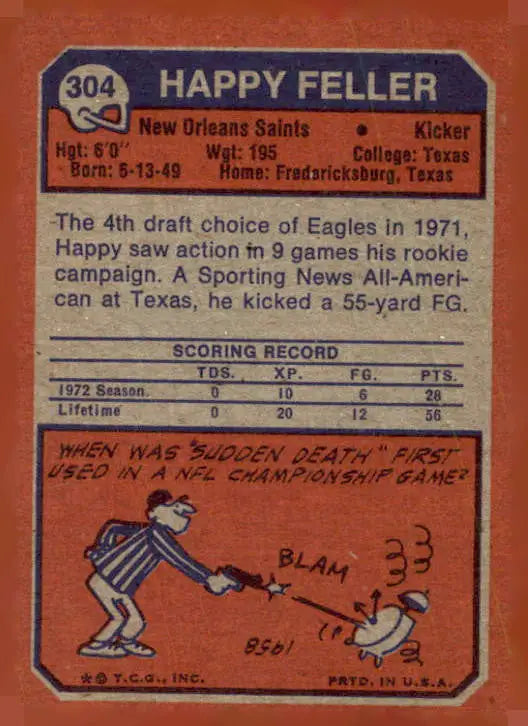 304
HAPPY FELLER
New Orleans Saints • Kicker
Hgt: 6'0" Wgt: 195 College: Texas
Born: 6-13-49 Home: Fredericksburg, Texas
The 4th draft choice of Eagles in 1971,
Happy saw action in 9 games his rookie
campaign. A Sporting News All-Ameri-
can at Texas, he kicked a 55-yard FG.
SCORING RECORD
TDS. XP. FG. PTS.
1972 Season 0 10 6 28
Lifetime 0 20 12 56
WHEN WAS "SUDDEN DEATH" FIRST
USED IN A NFL CHAMPIONSHIP GAME?
BLAM
1958
* © T.C.G., INC. PRTD. IN U.S.A.